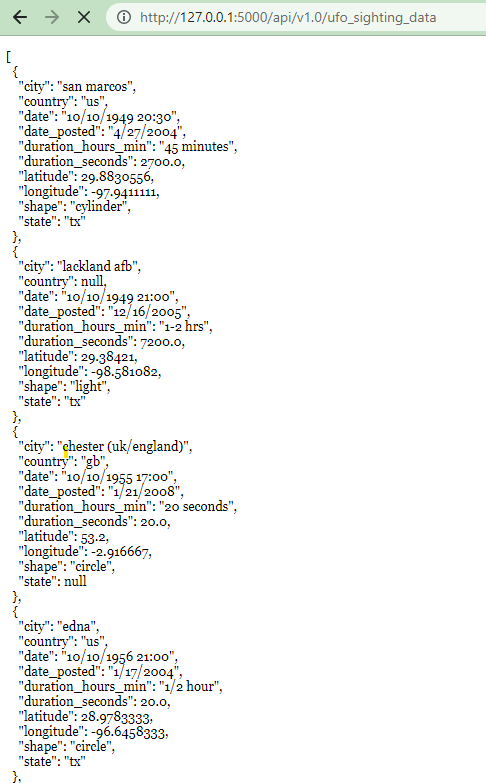 http://127.0.0.1:5000/api/v1.0/ufo_sighting_data
[
{
"city": "san marcos",
"country": "us",
"date": "10/10/1949 20:30",
"date_posted": "4/27/2004",
"duration_hours_min": "45 minutes",
"duration_seconds": 2700.0,
"latitude": 29.8830556,
"longitude": -97.9411111,
"shape": "cylinder",
"state": "tx"
},
{
"city": "lackland afb",
"country": null,
"date": "10/10/1949 21:00",
"date_posted": "12/16/2005",
"duration_hours_min": "1-2 hrs",
"duration_seconds": 7200.0,
"latitude": 29.38421,
"longitude": -98.581082,
"shape": "light",
"state": "tx"
},
{
"city": "chester (uk/england)",
"country": "gb",
"date": "10/10/1955 17:00",
"date_posted": "1/21/2008",
"duration_hours_min": "20 seconds",
"duration_seconds": 20.0,
"latitude": 53.2,
"longitude": -2.916667,
"shape": "circle",
"state": null
},
{
"city": "edna",
"country": "us",
"date": "10/10/1956 21:00",
"date_posted": "1/17/2004",
"duration_hours_min": "1/2 hour",
"duration_seconds": 20.0,
"latitude": 28.9783333,
"longitude": -96.6458333,
"shape": "circle",
"state": "tx"
},